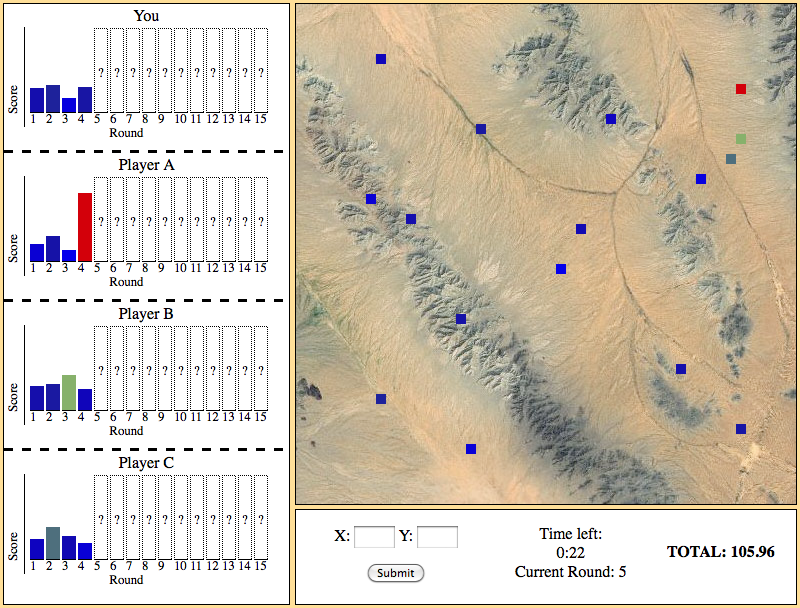 You
Score
? ? ? ? ? ? ? ? ? ? ?
1 2 3 4 5 6 7 8 9 10 11 12 13 14 15
Round
Player A
Score
? ? ? ? ? ? ? ? ? ? ?
1 2 3 4 5 6 7 8 9 10 11 12 13 14 15
Round
Player B
Score
? ? ? ? ? ? ? ? ? ? ?
1 2 3 4 5 6 7 8 9 10 11 12 13 14 15
Round
Player C
Score
? ? ? ? ? ? ? ? ? ? ?
1 2 3 4 5 6 7 8 9 10 11 12 13 14 15
Round
X: Y:
Submit
Time left:
0:22
Current Round: 5
TOTAL: 105.96